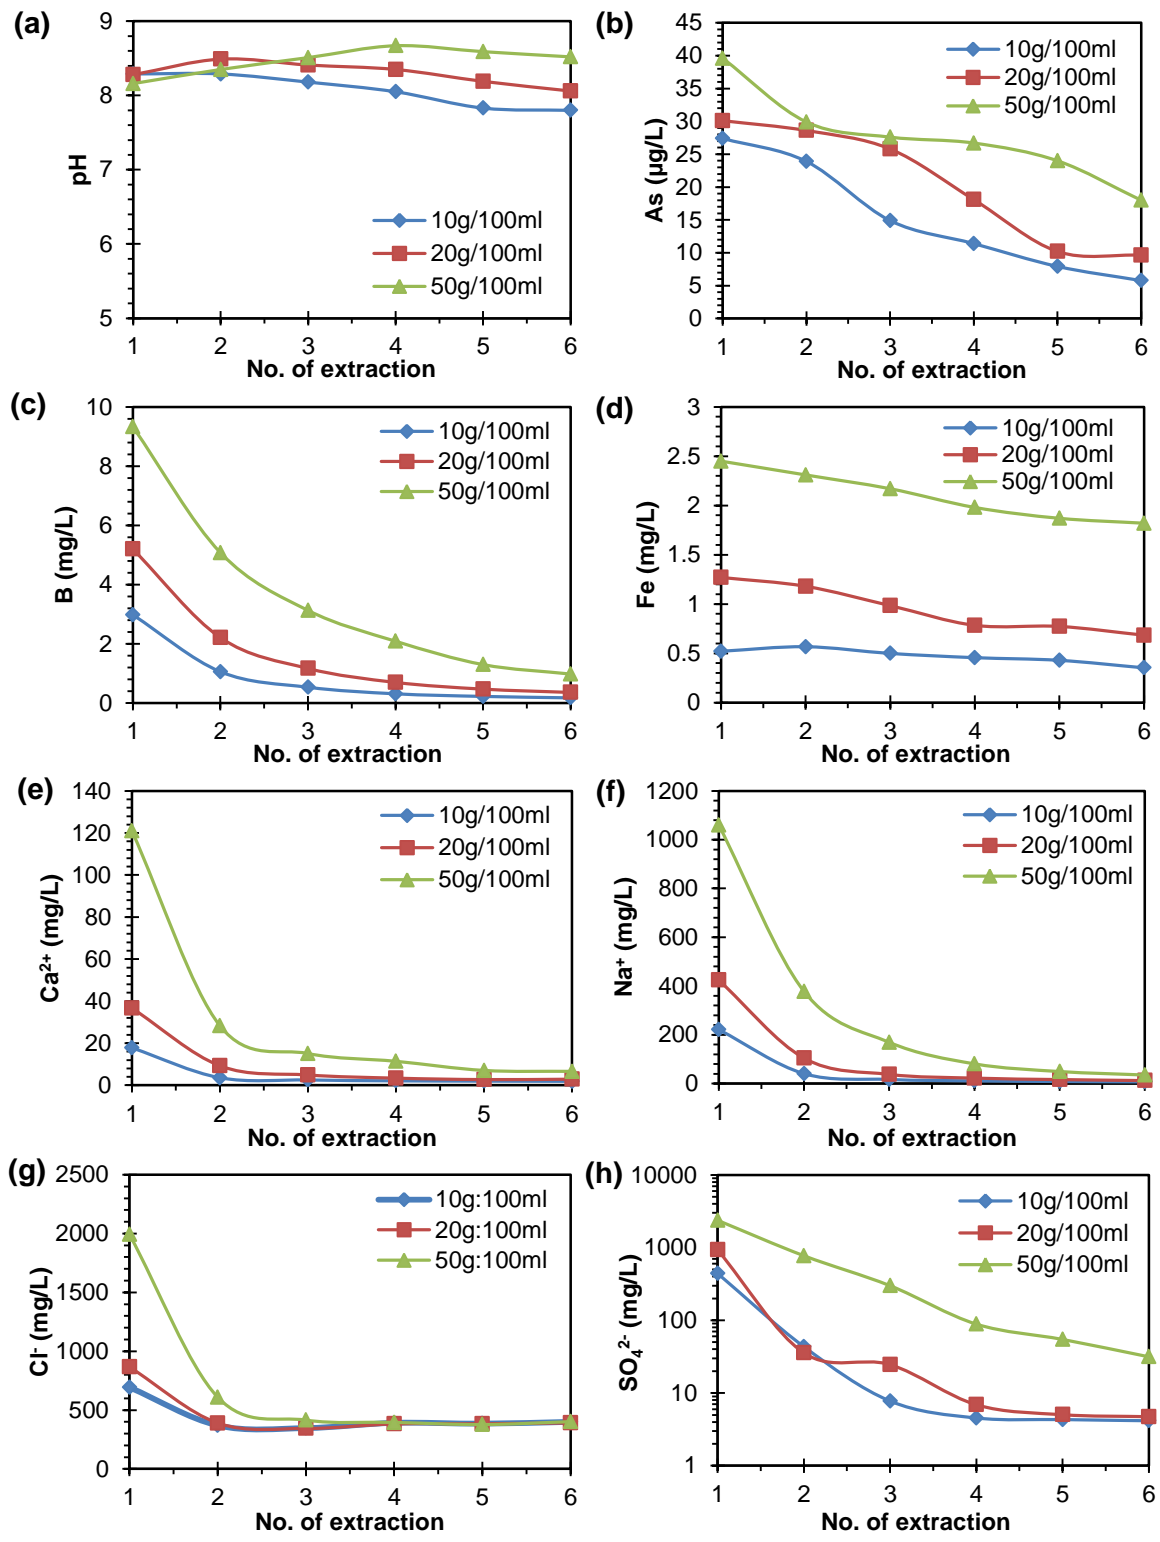 (a)
9
8
7
6
5
pH
10g/100ml
20g/100ml
50g/100ml
1 2 3 4 5 6
No. of extraction
(b)
45
40
35
30
25
20
15
10
5
0
As (µg/L)
10g/100ml
20g/100ml
50g/100ml
1 2 3 4 5 6
No. of extraction
(c)
10
8
6
4
2
0
B (mg/L)
10g/100ml
20g/100ml
50g/100ml
1 2 3 4 5 6
No. of extraction
(d)
3
2.5
2
1.5
1
0.5
0
Fe (mg/L)
10g/100ml
20g/100ml
50g/100ml
1 2 3 4 5 6
No. of extraction
(e)
140
120
100
80
60
40
20
0
Ca²⁺ (mg/L)
10g/100ml
20g/100ml
50g/100ml
1 2 3 4 5 6
No. of extraction
(f)
1200
1000
800
600
400
200
0
Na⁺ (mg/L)
10g/100ml
20g/100ml
50g/100ml
1 2 3 4 5 6
No. of extraction
(g)
2500
2000
1500
1000
500
0
Cl⁻ (mg/L)
10g:100ml
20g:100ml
50g:100ml
1 2 3 4 5 6
No. of extraction
(h)
10000
1000
100
10
1
SO₄²⁻ (mg/L)
10g/100ml
20g/100ml
50g/100ml
1 2 3 4 5 6
No. of extraction